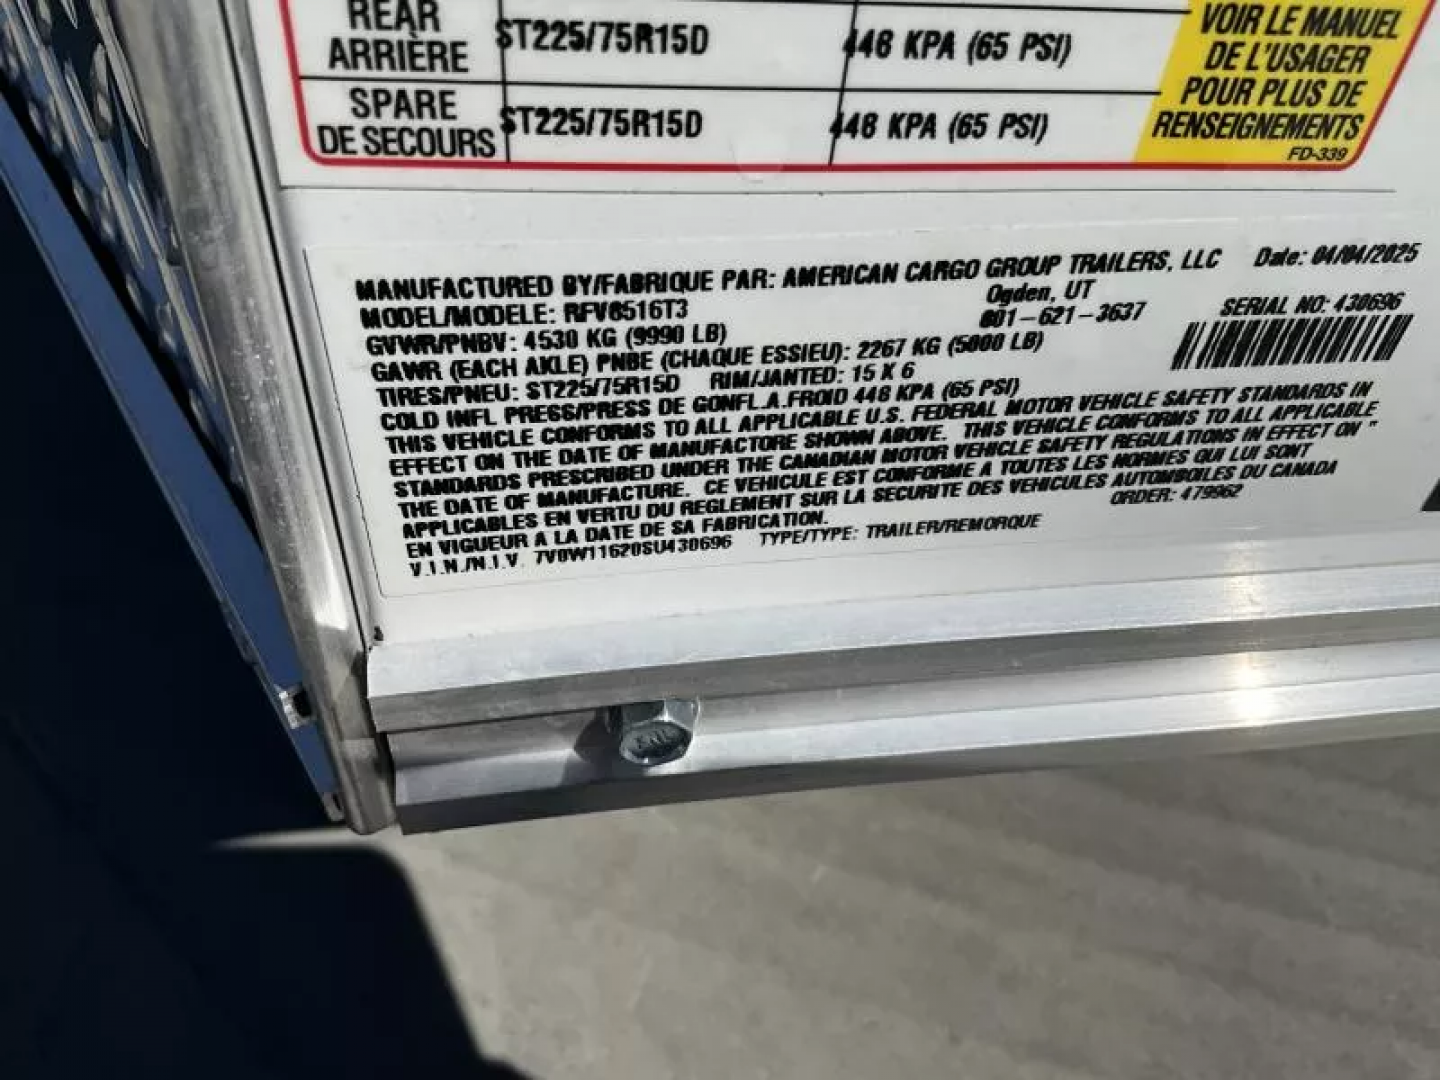 REAR
ARRIÈRE
ST225/75R15D
448 KPA (65 PSI)
SPARE
DE SECOURS
ST225/75R15D
448 KPA (65 PSI)
VOIR LE MANUEL
DE L'USAGER
POUR PLUS DE
RENSEIGNEMENTS
FD-339
MANUFACTURED BY/FABRIQUE PAR: AMERICAN CARGO GROUP TRAILERS, LLC Date: 04/04/2025
MODEL/MODELE: RFV8516T3 Ogden, UT
801-621-3637
SERIAL NO: 430696
GVWR/PNBV: 4530 KG (9990 LB)
GAWR (EACH AXLE) PNBE (CHAQUE ESSIEU): 2267 KG (5000 LB)
TIRES/PNEU: ST225/75R15D RIM/JANTED: 15 X 6
COLD INFL PRESS/PRESS DE GONFL.A.FROID 448 KPA (65 PSI)
THIS VEHICLE CONFORMS TO ALL APPLICABLE U.S. FEDERAL MOTOR VEHICLE SAFETY STANDARDS IN
EFFECT ON THE DATE OF MANUFACTORE SHOWN ABOVE. THIS VEHICLE CONFORMS TO ALL APPLICABLE
STANDARDS PRESCRIBED UNDER THE CANADIAN MOTOR VEHICLE SAFETY REGULATIONS IN EFFECT ON "
THE DATE OF MANUFACTURE. CE VEHICULE EST CONFORME A TOUTES LES NORMES QUI LUI SONT
APPLICABLES EN VERTU DU REGLEMENT SUR LA SECURITE DES VEHICULES AUTOMBOILES DU CANADA
EN VIGUEUR A LA DATE DE SA FABRICATION. ORDER: 479962
V.I.N./N.I.V. 7V0W11620SU430696 TYPE/TYPE: TRAILER/REMORQUE